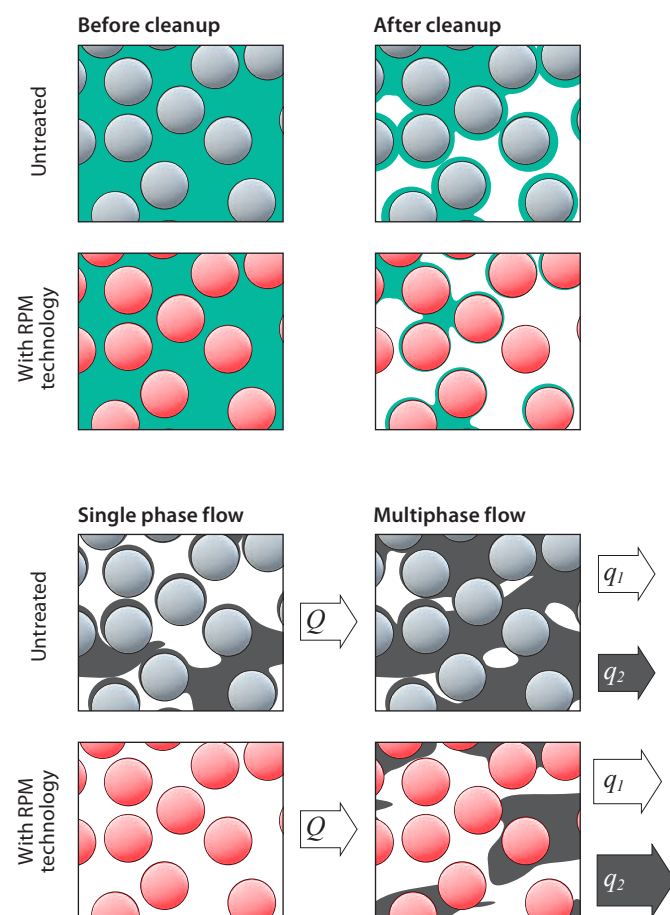 Before cleanup
After cleanup
Untreated
With RPM
technology
Single phase flow
Multiphase flow
Untreated
Q
q1
q2
With RPM
technology
Q
q1
q2